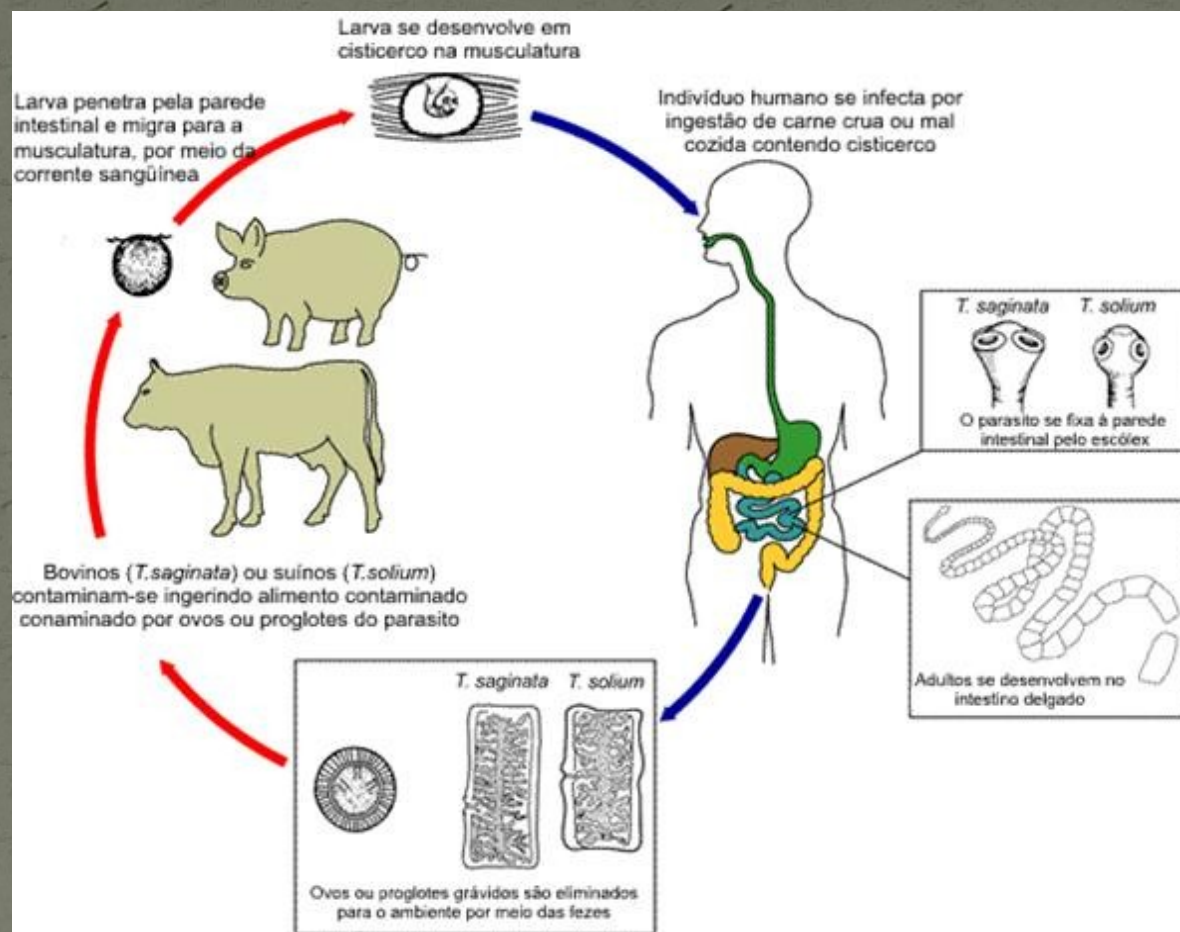 Larva se desenvolve em
cisticerco na musculatura
Larva penetra pela parede
intestinal e migra para a
musculatura, por meio da
corrente sangüínea
Indivíduo humano se infecta por
ingestão de carne crua ou mal
cozida contendo cisticerco
T. saginata T. solium
O parasito se fixa à parede
intestinal pelo escólex
Adultos se desenvolvem no
intestino delgado
Bovinos (T.saginata) ou suínos (T.solium)
contaminam-se ingerindo alimento contaminado
conaminado por ovos ou proglotes do parasito
T. saginata T. solium
Ovos ou proglotes grávidos são eliminados
para o ambiente por meio das fezes